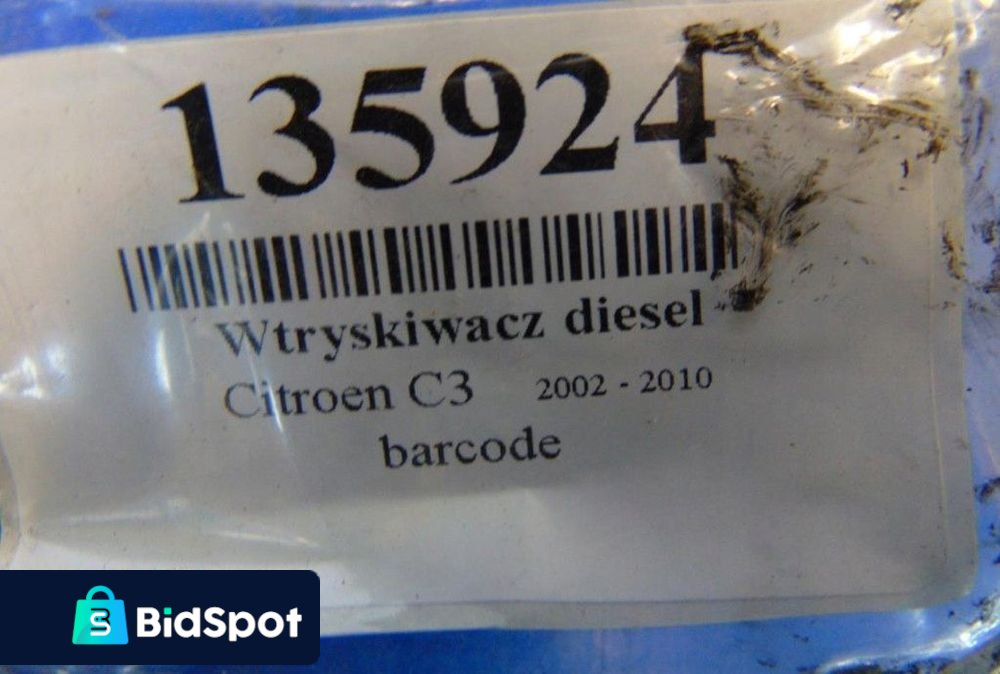 135924
Wtryskiwacz diesel
Citroen C3 2002 - 2010
barcode
BidSpot